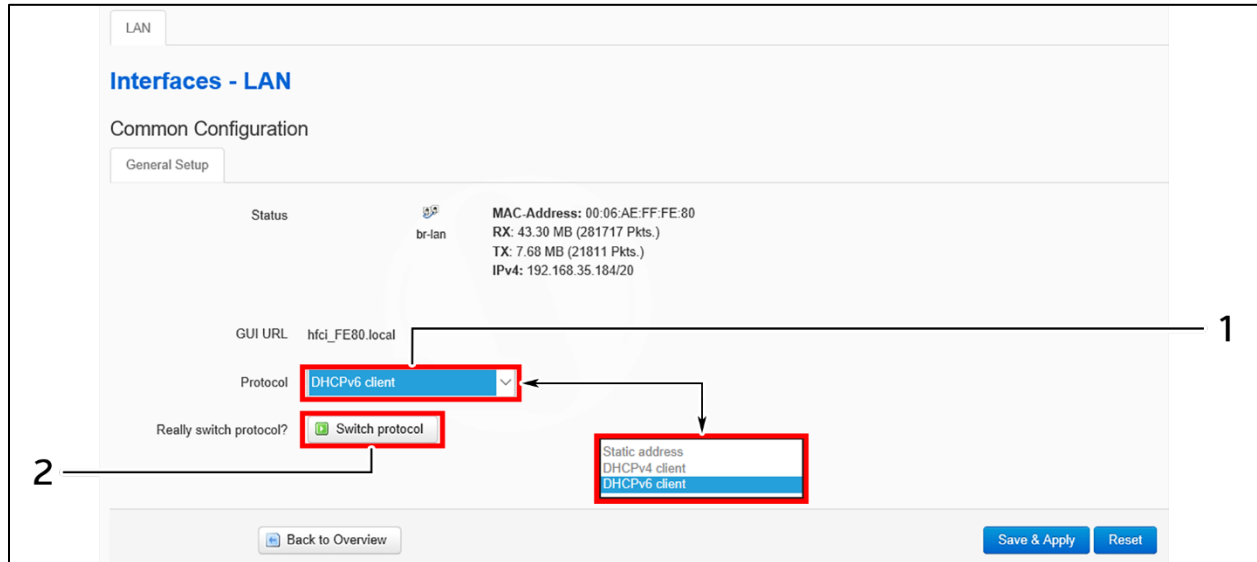 LAN
Interfaces - LAN
Common Configuration
General Setup
Status
br-lan
MAC-Address: 00:06:AE:FF:FE:80
RX: 43.30 MB (281717 Pkts.)
TX: 7.68 MB (21811 Pkts.)
IPv4: 192.168.35.184/20
GUI URL hfci_FE80.local
1
Protocol DHCPv6 client
Really switch protocol? Switch protocol
2
Static address
DHCPv4 client
DHCPv6 client
Back to Overview Save & Apply Reset